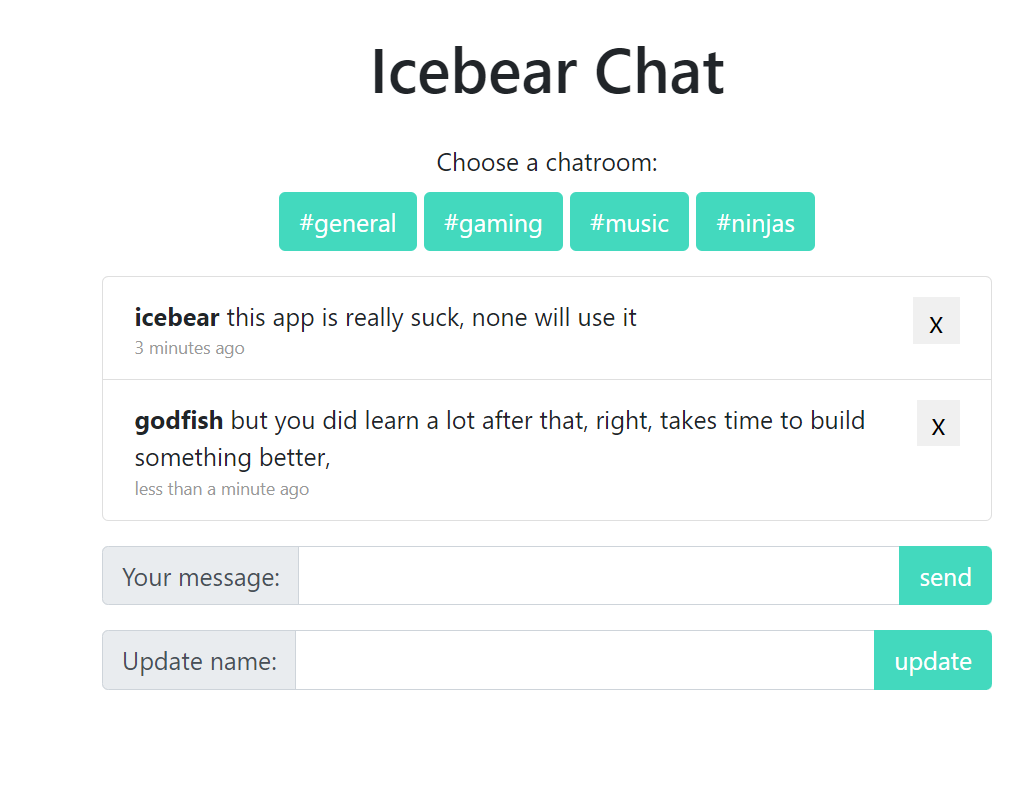 Icebear Chat
Choose a chatroom:
#general #gaming #music #ninjas
icebear this app is really suck, none will use it
x
3 minutes ago
godfish but you did learn a lot after that, right, takes time to build
x
something better,
less than a minute ago
Your message: send
Update name: update